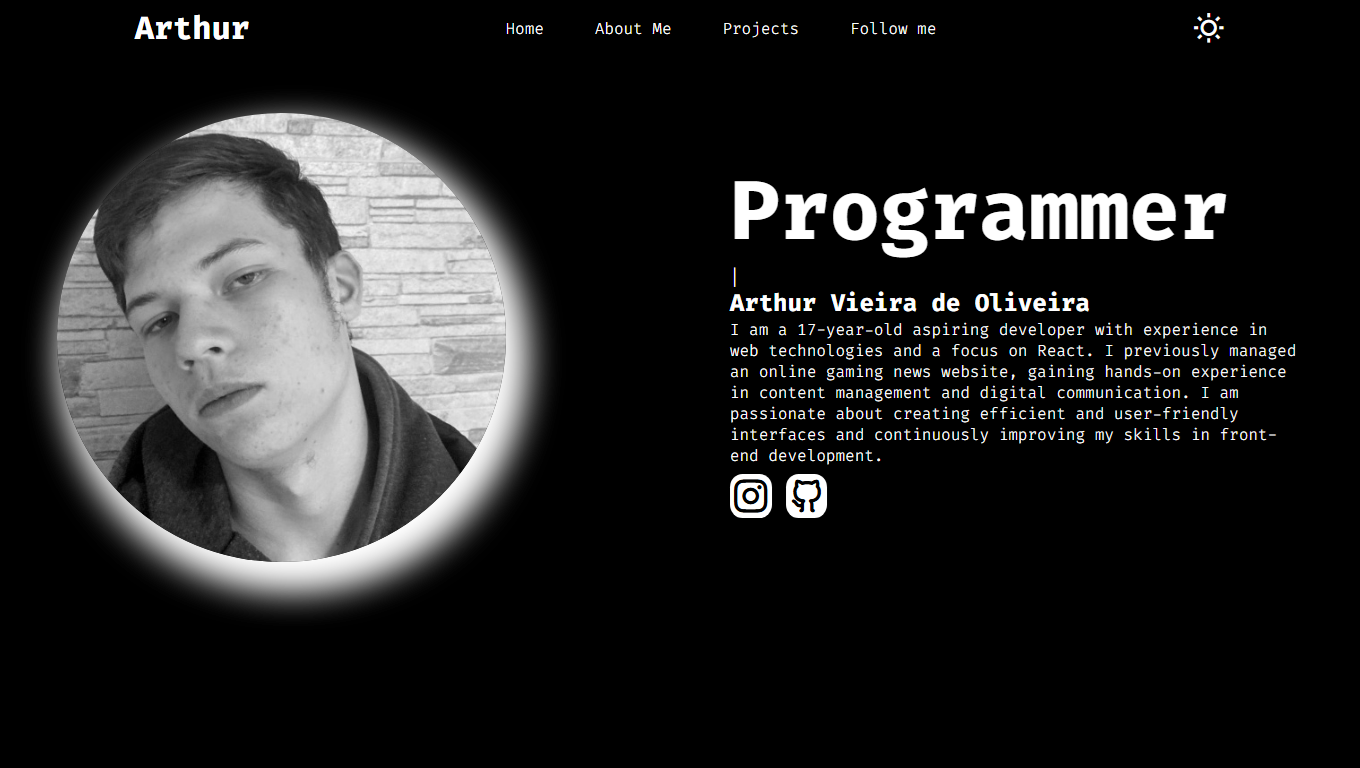 Arthur
Home
About Me
Projects
Follow me
Programmer
|
Arthur Vieira de Oliveira
I am a 17-year-old aspiring developer with experience in
web technologies and a focus on React. I previously managed
an online gaming news website, gaining hands-on experience
in content management and digital communication. I am
passionate about creating efficient and user-friendly
interfaces and continuously improving my skills in front-
end development.